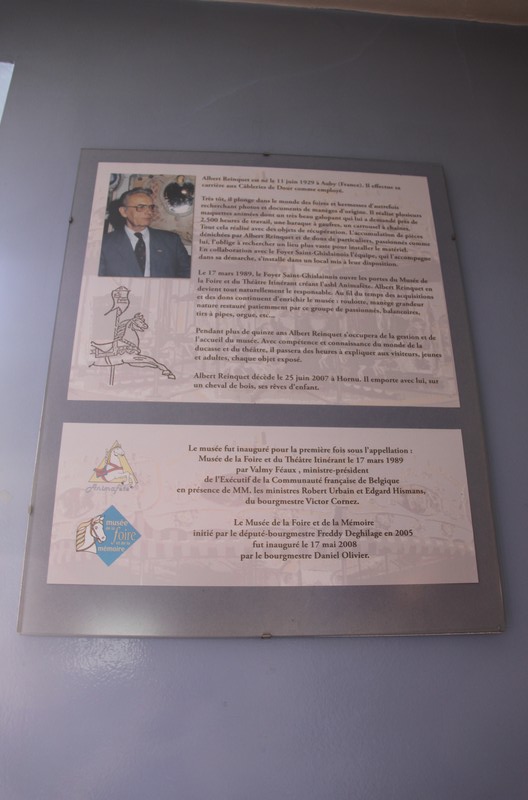 Albert Reinquet est né le 11 juin 1929 à Suby (France). Il effectue sa
carrière aux Câbleries de Dour comme employé.
Très tôt, il plonge dans le monde des foires et kermesses d'autrefois
recherchant photos et documents de manèges d'origine. Il réalise plusieurs
maquettes animées dont un très beau galopant qui lui a demandé près de
2.500 heures de travail, une baraque à gaufres, un carrousel à chaînes.
Tout cela réalisé avec des objets de récupération. L'accumulation de pièces
dénichées par Albert Reinquet et de dons de particuliers, passionnés comme
lui, l'oblige à rechercher un lieu plus vaste pour installer le matériel.
En collaboration avec le Foyer Saint-Ghislainois l'équipe, qui l'accompagne
dans sa démarche, s'installe dans un local mis à leur disposition.
Le 17 mars 1989, le Foyer Saint-Ghislainois ouvre les portes du Musée de
la Foire et du Théâtre Itinérant créant l'asbl Animafête. Albert Reinquet en
devient tout naturellement le responsable. Au fil du temps des acquisitions
et des dons continuent d'enrichir le musée : roulotte, manège grandeur
nature restauré patiemment par ce groupe de passionnés, balançoires,
tirs à pipes, orgue, etc...
Pendant plus de quinze ans Albert Reinquet s'occupera de la gestion et de
l'accueil du musée. Avec compétence et connaissance du monde de la
ducasse et du théâtre, il passera des heures à expliquer aux visiteurs, jeunes
et adultes, chaque objet exposé.
Albert Reinquet décède le 25 juin 2007 à Hornu. Il emporte avec lui, sur
un cheval de bois, ses rêves d'enfant.
Le musée fut inauguré pour la première fois sous l'appellation :
Musée de la Foire et du Théâtre Itinérant le 17 mars 1989
par Valmy Féaux , ministre-président
de l'Exécutif de la Communauté française de Belgique
en présence de MM. les ministres Robert Urbain et Edgard Hismans,
du bourgmestre Victor Cornez.
Animafête
Le Musée de la Foire et de la Mémoire
initié par le député-bourgmestre Freddy Deghilage en 2005
fut inauguré le 17 mai 2008
par le bourgmestre Daniel Olivier.
musée
de la foire
et de la
mémoire